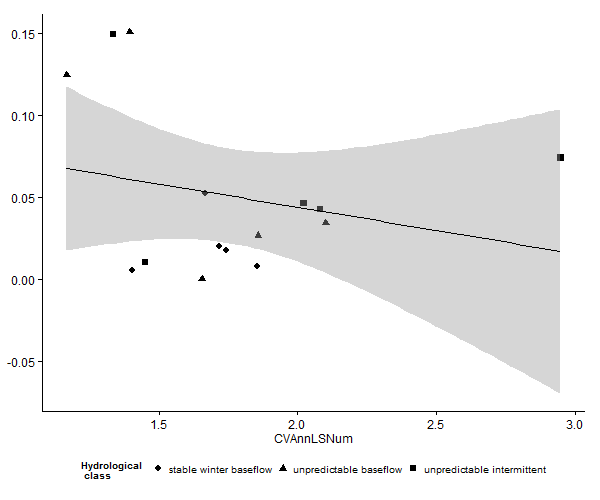 0.15
0.10
0.05
0.00
-0.05
1.5 2.0 2.5 3.0
CVAnnLSNum
Hydrological
class
stable winter baseflow unpredictable baseflow unpredictable intermittent